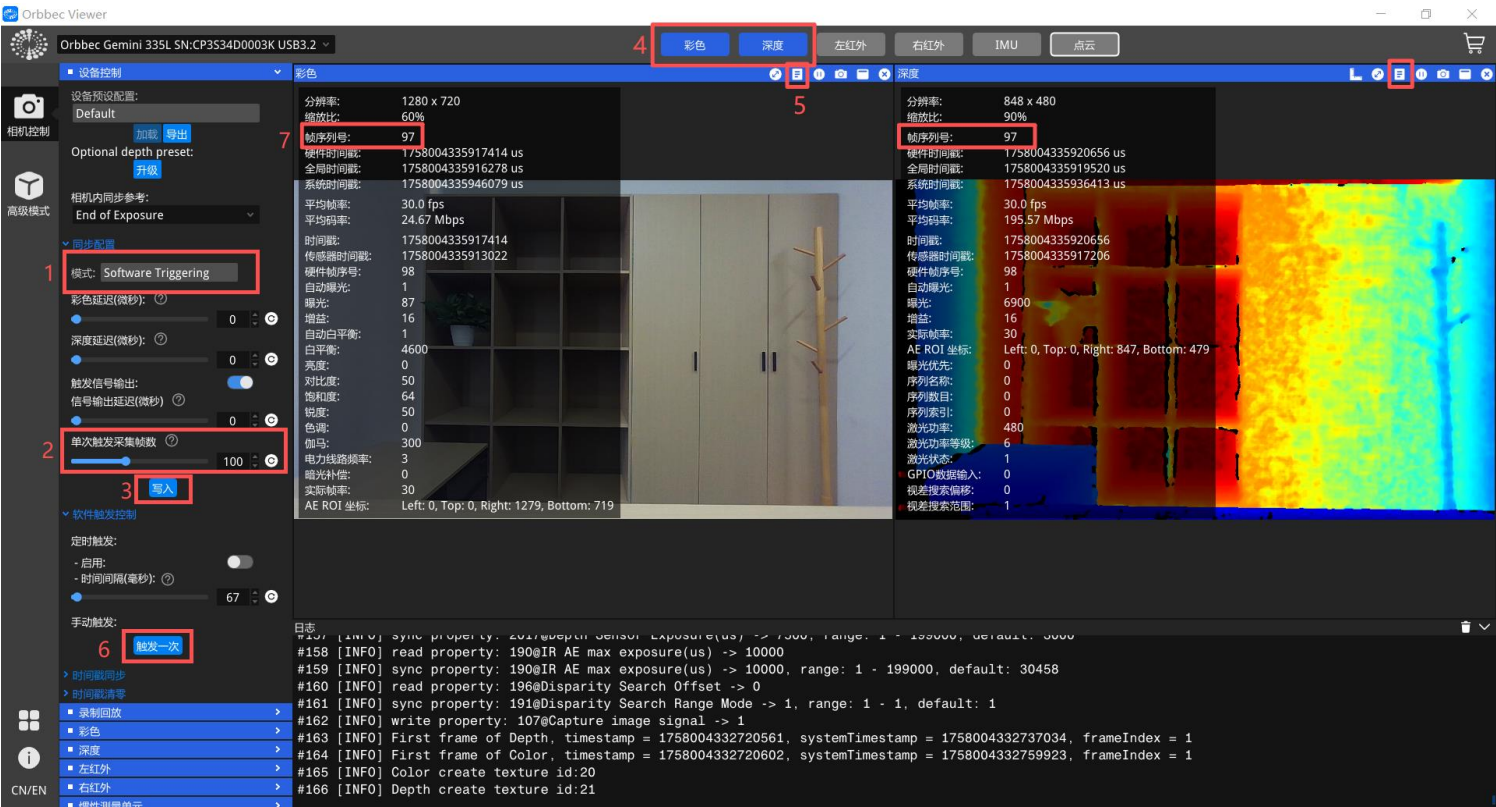 Orbbec Viewer
Orbbec Gemini 335L SN:CP3S34D0003K USB3.2
4
彩色
深度
左红外
右红外
IMU
点云
相机控制
高级模式
CN/EN
设备控制
设备预设配置:
Default
加载 导出
Optional depth preset:
升级
相机内同步参考:
End of Exposure
同步配置
1
模式: Software Triggering
彩色延迟(微秒):
0
深度延迟(微秒):
0
触发信号输出:
信号输出延迟(微秒)
0
2
单次触发采集帧数
100
3
写入
软件触发控制
定时触发:
- 启用:
- 时间间隔(毫秒):
67
手动触发:
6
触发一次
时间戳同步
时间戳清零
录制回放
彩色
深度
左红外
右红外
惯性测量单元
彩色
5
7
分辨率: 1280 x 720
缩放比: 60%
帧序列号: 97
硬件时间戳: 1758004335917414 us
全局时间戳: 1758004335916278 us
系统时间戳: 1758004335946079 us
平均帧率: 30.0 fps
平均码率: 24.67 Mbps
时间戳: 1758004335917414
传感器时间戳: 1758004335913022
硬件帧序号: 98
自动曝光: 1
曝光: 87
增益: 16
自动白平衡: 1
白平衡: 4600
亮度: 0
对比度: 50
饱和度: 64
锐度: 50
色调: 0
伽马: 300
电力线路频率: 3
暗光补偿: 0
实际帧率: 30
AE ROI 坐标: Left: 0, Top: 0, Right: 1279, Bottom: 719
深度
分辨率: 848 x 480
缩放比: 90%
帧序列号: 97
硬件时间戳: 1758004335920656 us
全局时间戳: 1758004335919520 us
系统时间戳: 1758004335936413 us
平均帧率: 30.0 fps
平均码率: 195.57 Mbps
时间戳: 1758004335920656
传感器时间戳: 1758004335917206
硬件帧序号: 98
自动曝光: 1
曝光: 6900
增益: 16
实际帧率: 30
AE ROI 坐标: Left: 0, Top: 0, Right: 847, Bottom: 479
曝光优先: 0
序列名称: 0
序列数目: 0
序列索引: 0
激光功率: 480
激光功率等级: 6
激光状态: 1
GPIO数据输入: 0
视差搜索偏移: 0
视差搜索范围: 1
日志
#157 [INFO] sync property: 2017@Depth Sensor Exposure(us) -> 7500, range: 1 - 199000, default: 3000
#158 [INFO] read property: 190@IR AE max exposure(us) -> 10000
#159 [INFO] sync property: 190@IR AE max exposure(us) -> 10000, range: 1 - 199000, default: 30458
#160 [INFO] read property: 196@Disparity Search Offset -> 0
#161 [INFO] sync property: 191@Disparity Search Range Mode -> 1, range: 1 - 1, default: 1
#162 [INFO] write property: 107@Capture image signal -> 1
#163 [INFO] First frame of Depth, timestamp = 1758004332720561, systemTimestamp = 1758004332737034, frameIndex = 1
#164 [INFO] First frame of Color, timestamp = 1758004332720602, systemTimestamp = 1758004332759923, frameIndex = 1
#165 [INFO] Color create texture id:20
#166 [INFO] Depth create texture id:21